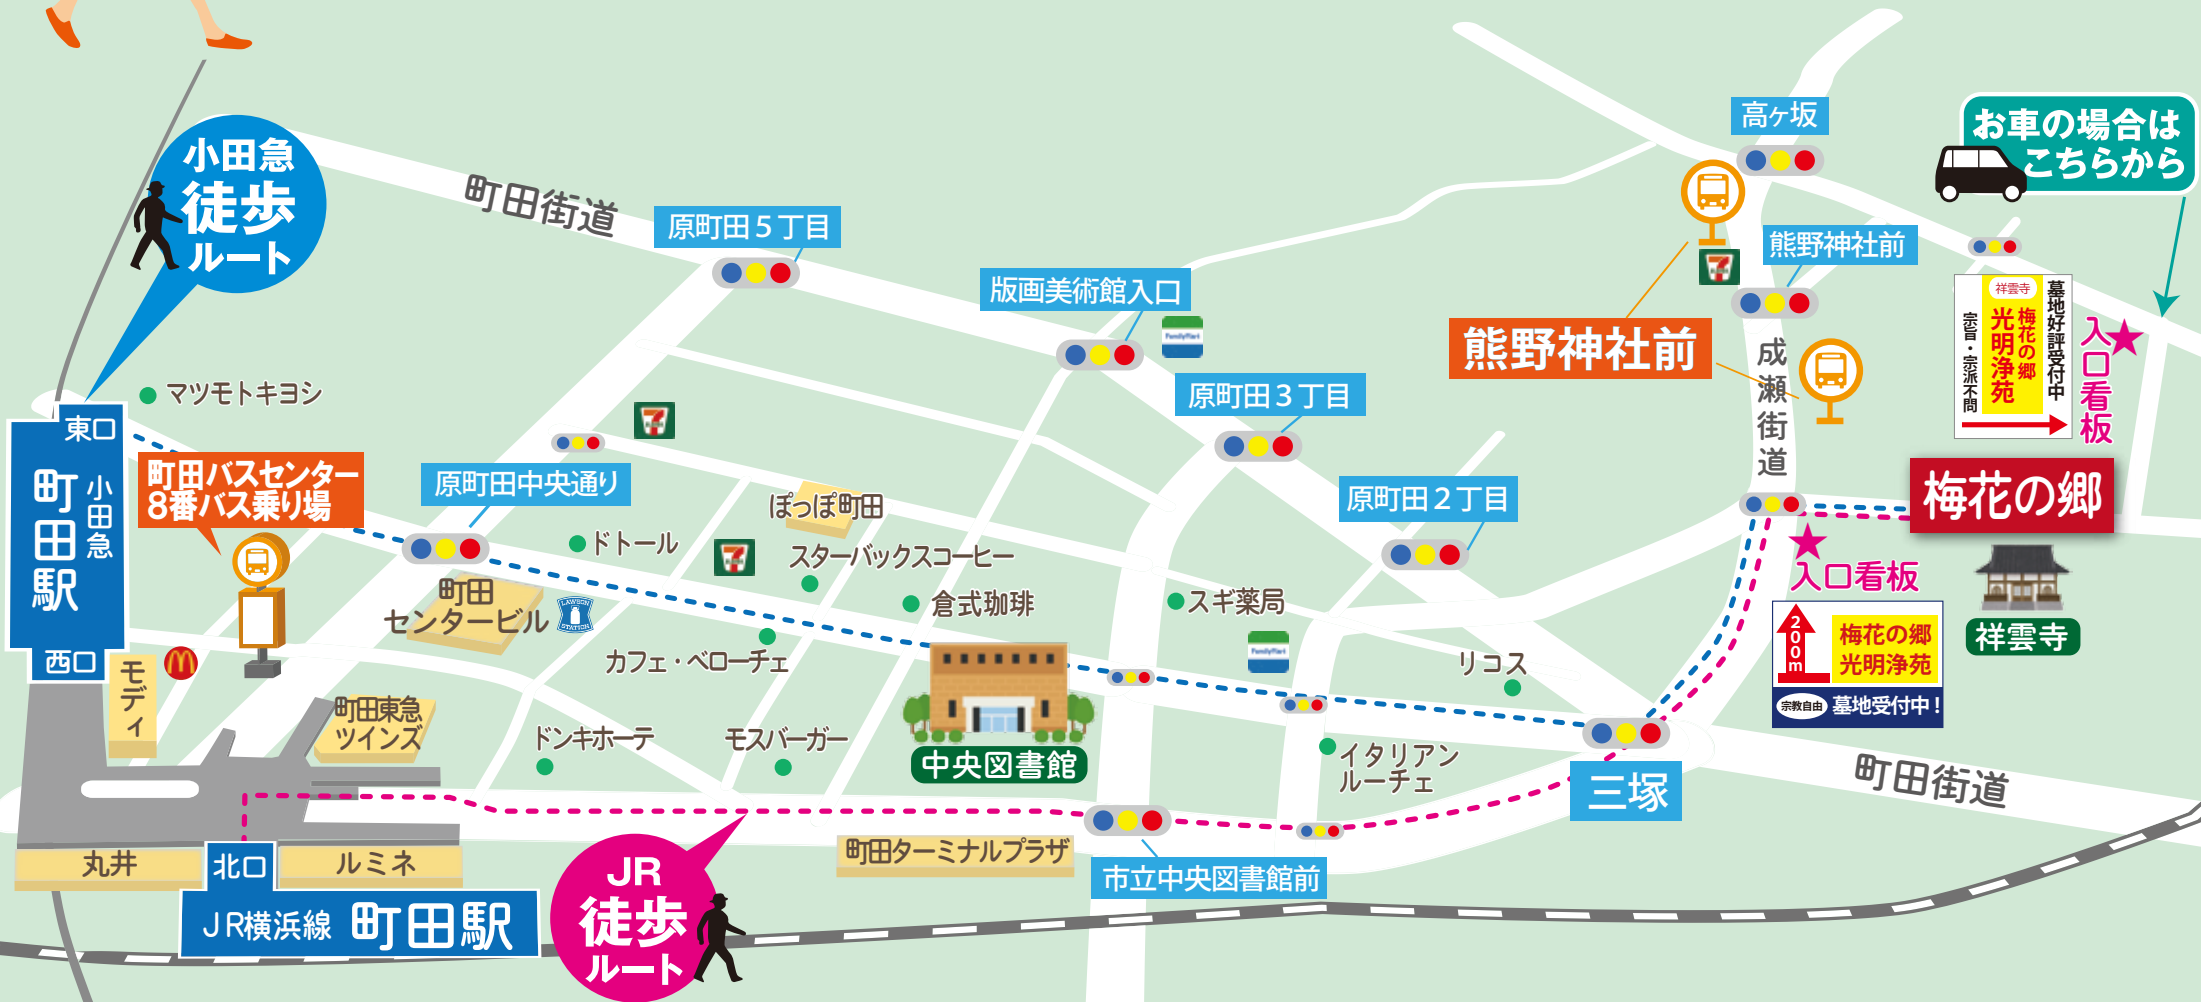 高ヶ坂
お車の場合は
こちらから
小田急
徒歩
ルート
町田街道
原町田5丁目
熊野神社前
版画美術館入口
FamilyMart
熊野神社前
成瀬街道
祥雲寺
墓地好評受付中
梅花の郷
光明浄苑
宗旨・宗派不問
入口看板
マツモトキヨシ
原町田3丁目
東口
小田急
町田駅
西口
町田バスセンター
8番バス乗り場
原町田中央通り
ぽっぽ町田
原町田2丁目
梅花の郷
ドトール
スターバックスコーヒー
入口看板
町田
センタービル
LAWSON
STATION
倉式珈琲
スギ薬局
祥雲寺
200m
梅花の郷
光明浄苑
宗教自由
墓地受付中!
カフェ・ベローチェ
FamilyMart
リコス
モディ
町田東急
ツインズ
ドンキホーテ
モスバーガー
中央図書館
イタリアン
ルーチェ
三塚
町田街道
丸井
北口
ルミネ
町田ターミナルプラザ
市立中央図書館前
JR横浜線
町田駅
JR
徒歩
ルート